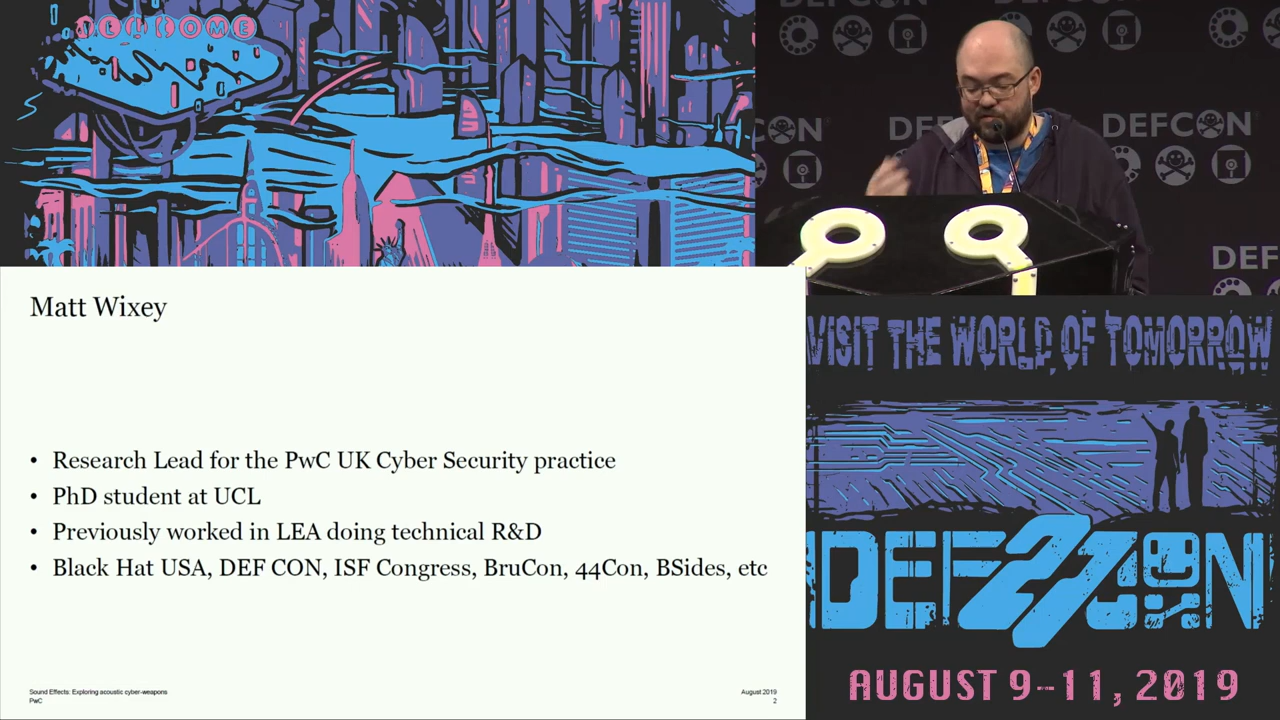 WELCOME
DEFCON
DEFCON
DEF
Matt Wixey
• Research Lead for the PwC UK Cyber Security practice
• PhD student at UCL
• Previously worked in LEA doing technical R&D
• Black Hat USA, DEF CON, ISF Congress, BruCon, 44Con, BSides, etc
Sound Effects: Exploring acoustic cyber-weapons
PwC
August 2019
2
VISIT THE WORLD OF TOMORROW
DEF 27 CON
AUGUST 9-11, 2019